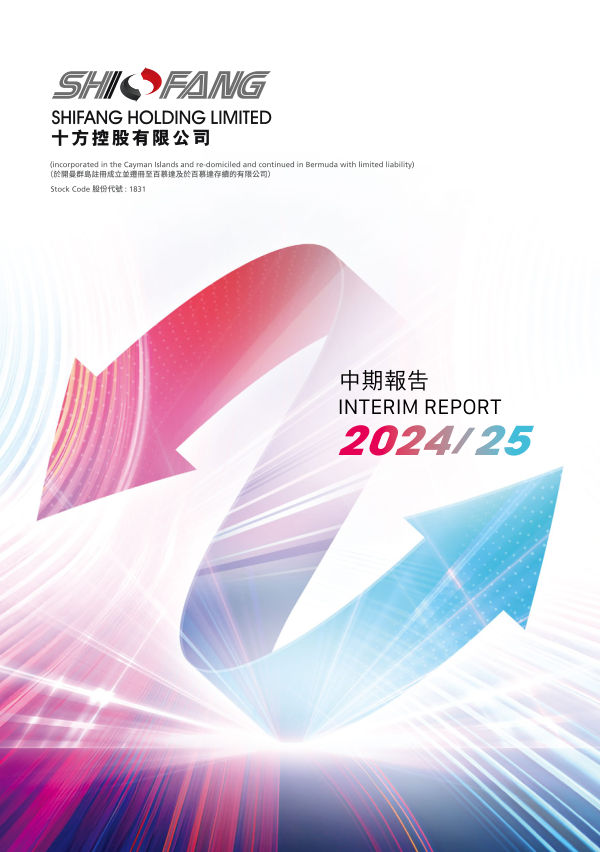 SHIFANG
SHIFANG HOLDING LIMITED
十方控股有限公司
(incorporated in the Cayman Islands and re-domiciled and continued in Bermuda with limited liability)
（於開曼群島註冊成立並遷冊至百慕達及於百慕達存續的有限公司）
Stock Code 股份代號 : 1831
中期報告
INTERIM REPORT
2024/25